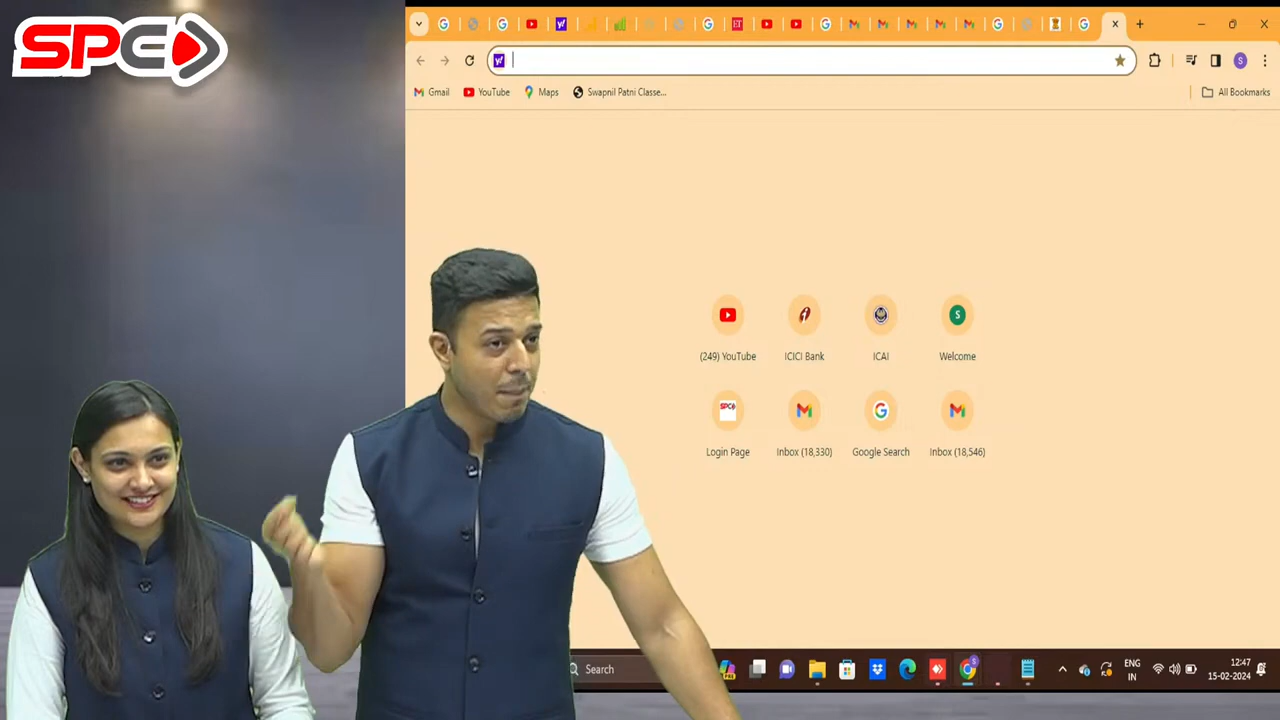 SPC
Gmail YouTube Maps Swapnil Patni Classe... All Bookmarks
(249) YouTube ICICI Bank ICAI Welcome
S
SPC
Login Page Inbox (18,330) Google Search Inbox (18,546)
Search
ENG
IN
12:47
15-02-2024